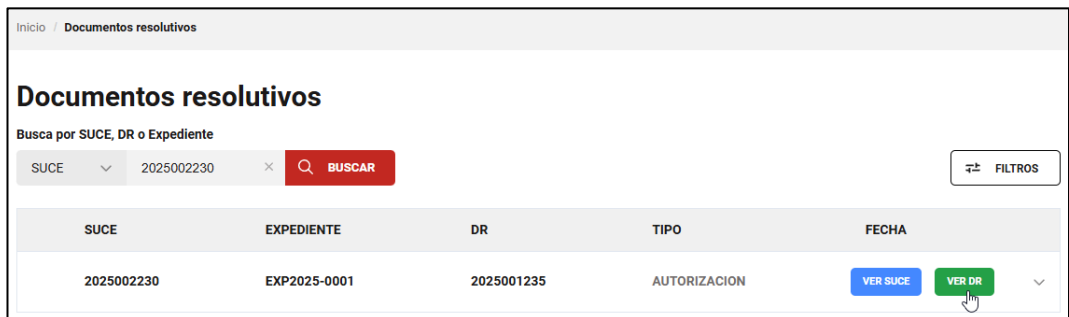 Inicio / Documentos resolutivos
Documentos resolutivos
Busca por SUCE, DR o Expediente
SUCE 2025002230 × BUSCAR FILTROS
SUCE EXPEDIENTE DR TIPO FECHA
2025002230 EXP2025-0001 2025001235 AUTORIZACION VER SUCE VER DR